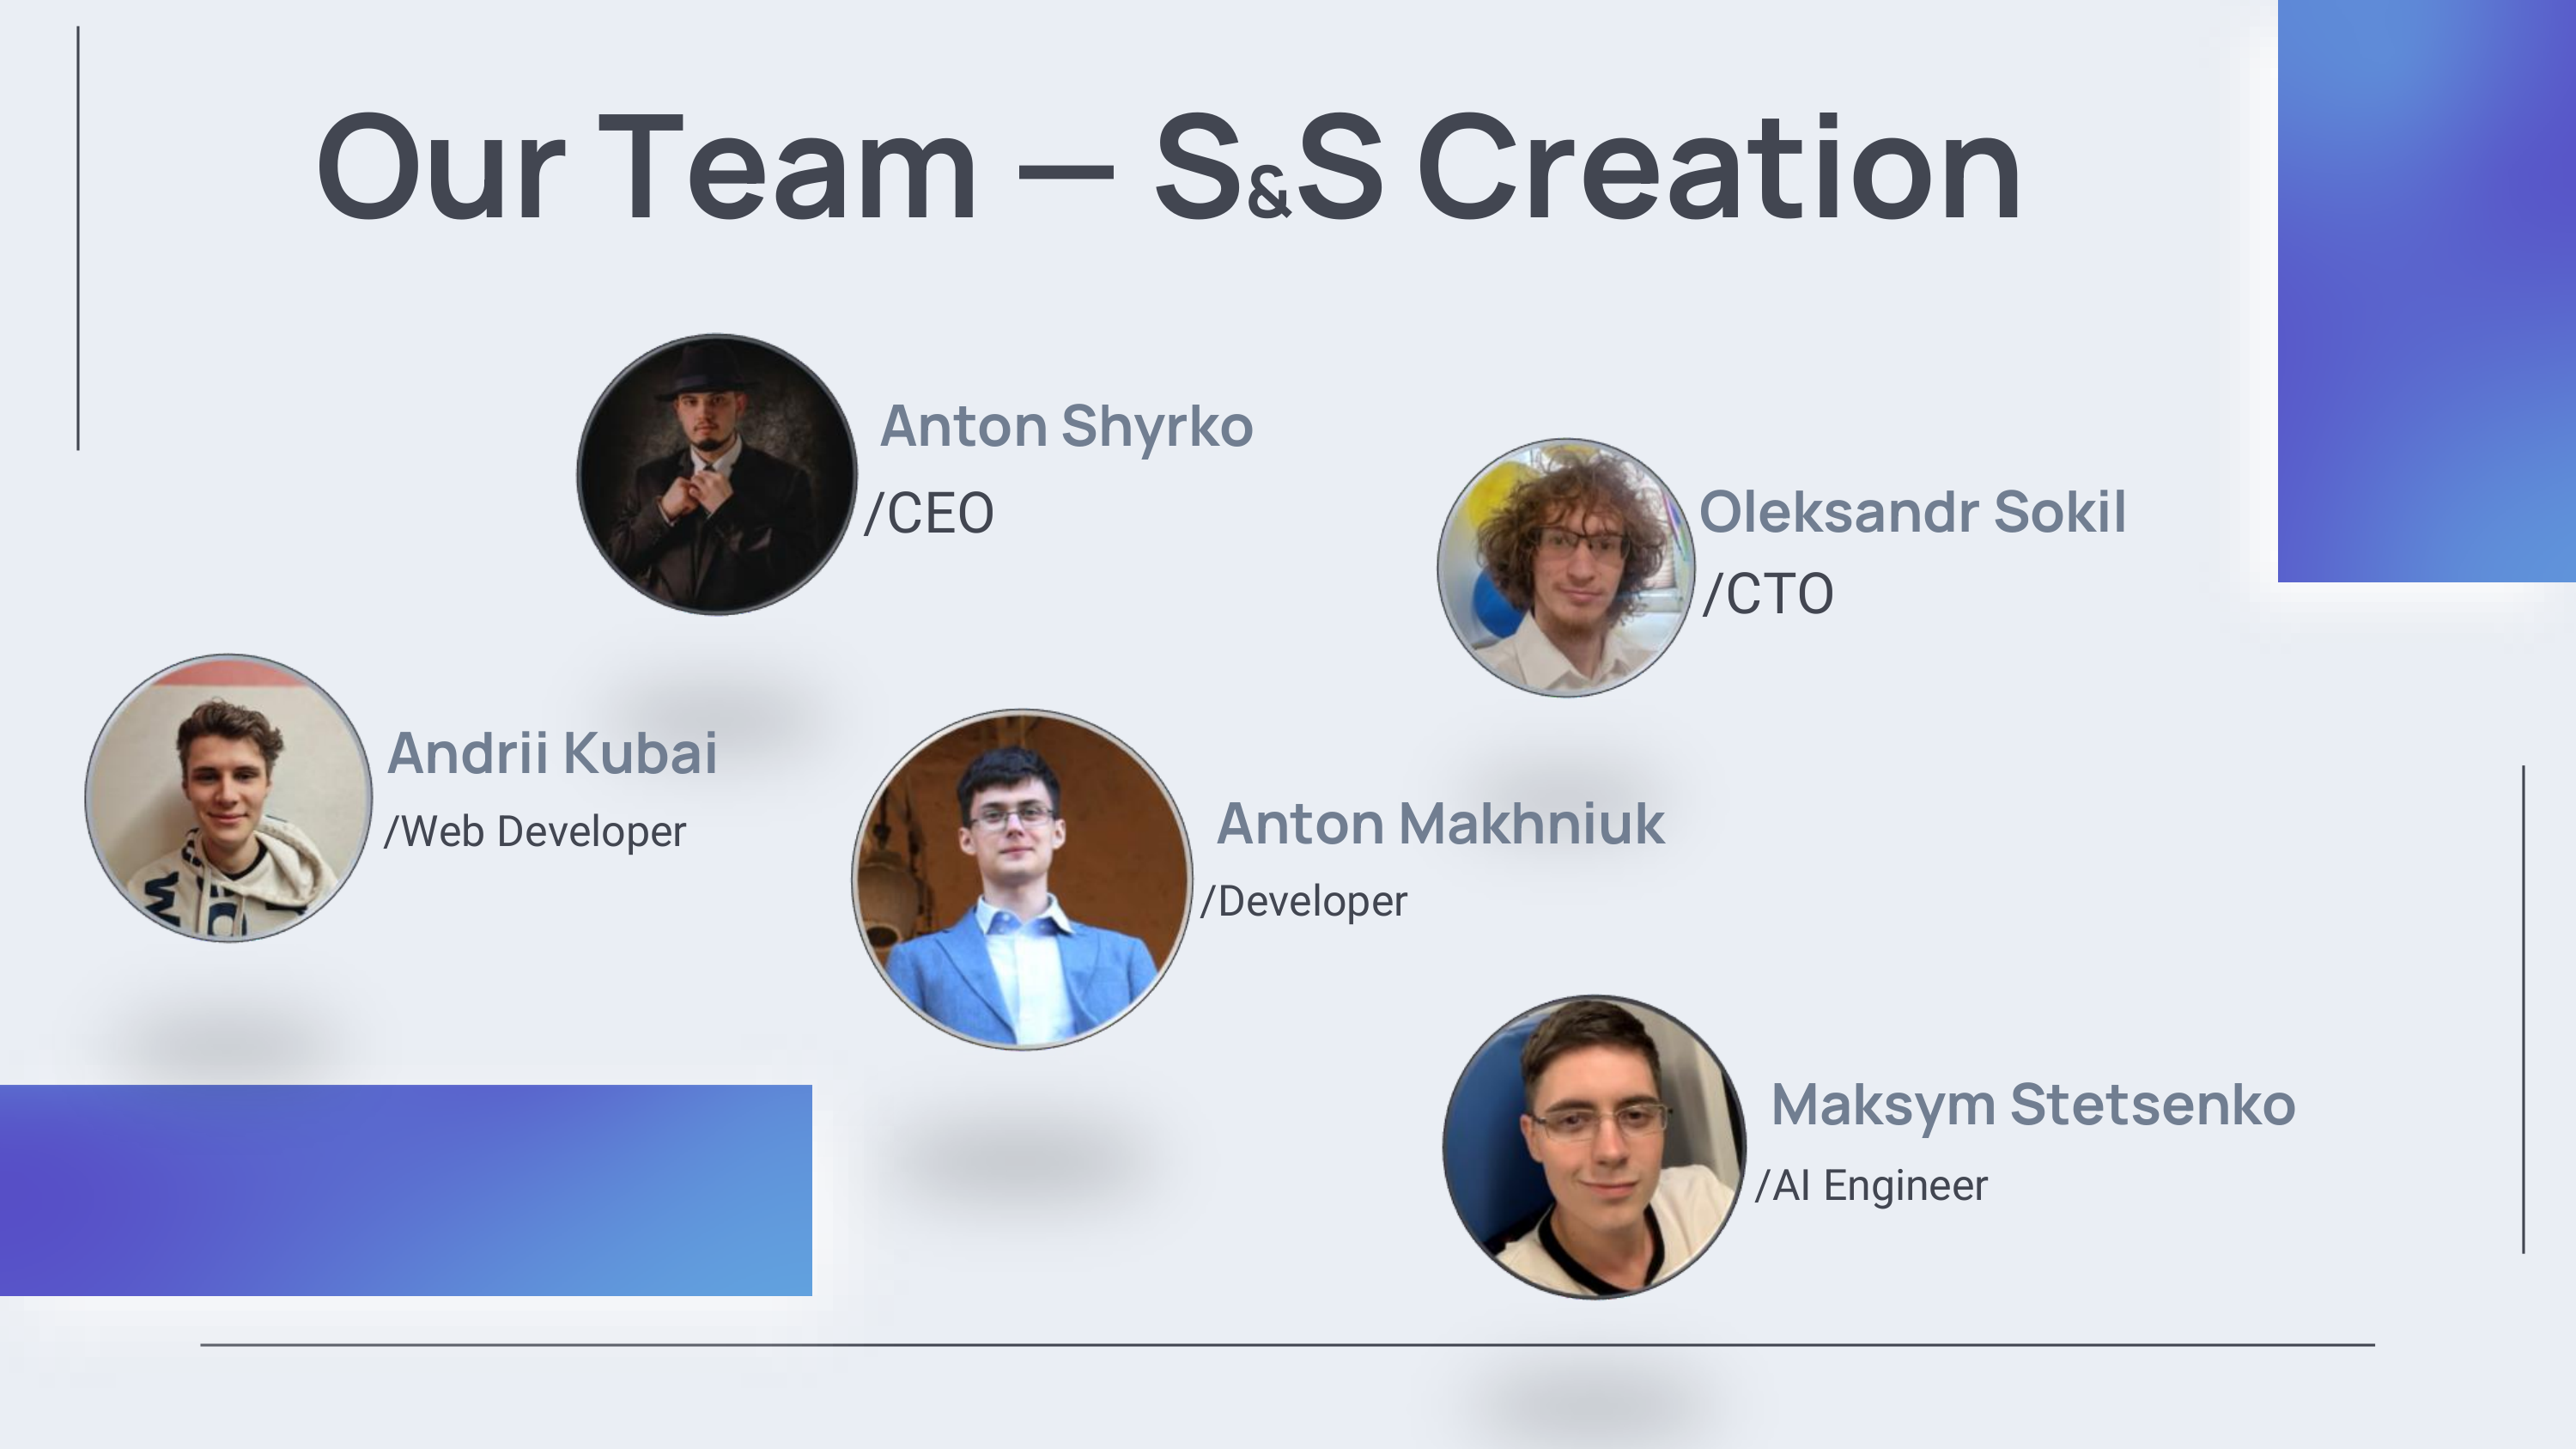 Our Team — S&S Creation
Anton Shyrko
/CEO
Oleksandr Sokil
/CTO
Andrii Kubai
/Web Developer
Anton Makhniuk
/Developer
Maksym Stetsenko
/AI Engineer